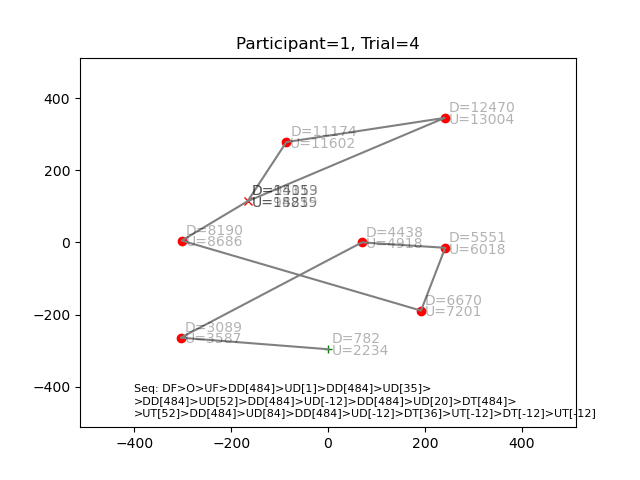 Participant=1, Trial=4
400
200
0
−200
−400
−400
−200
0
200
400
D=12470
U=13004
D=11174
U=11602
D=8190
U=8686
D=4438
U=4918
D=5551
U=6018
D=6670
U=7201
D=3089
U=3587
D=782
U=2234
Seq: DF>O>UF>DD[484]>UD[1]>DD[484]>UD[35]>
>DD[484]>UD[52]>DD[484]>UD[-12]>DD[484]>UD[20]>DT[484]>
>UT[52]>DD[484]>UD[84]>DD[484]>UD[-12]>DT[36]>UT[-12]>DT[-12]>UT[-12]